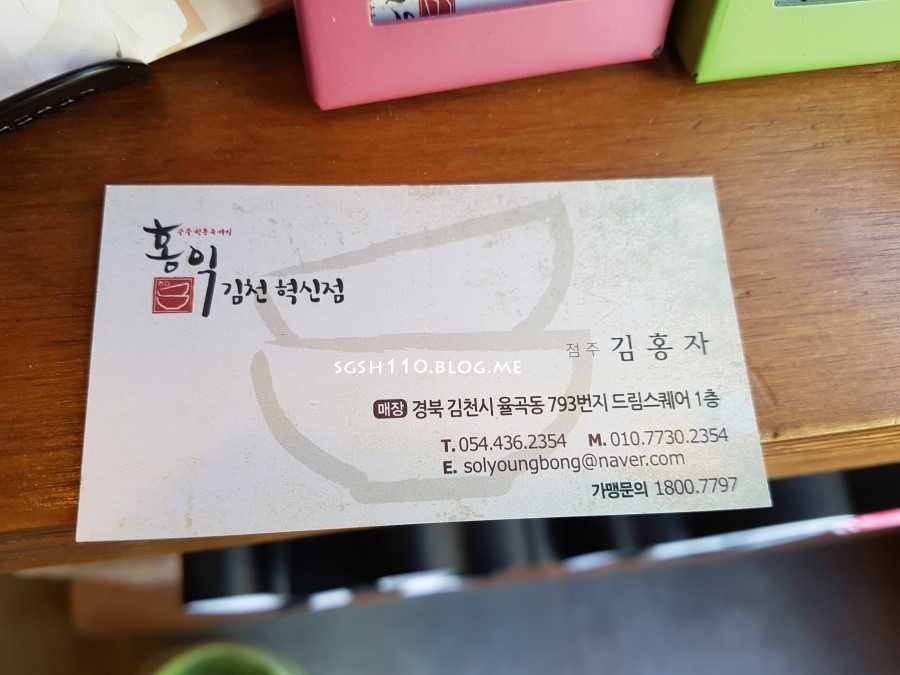 홍익
김천 혁신점
점주 김홍자
SGSH110.BLOG.ME
매장 경북 김천시 율곡동 793번지 드림스퀘어 1층
T. 054.436.2354 M. 010.7730.2354
E. solyoungbong@naver.com
가맹문의 1800.7797